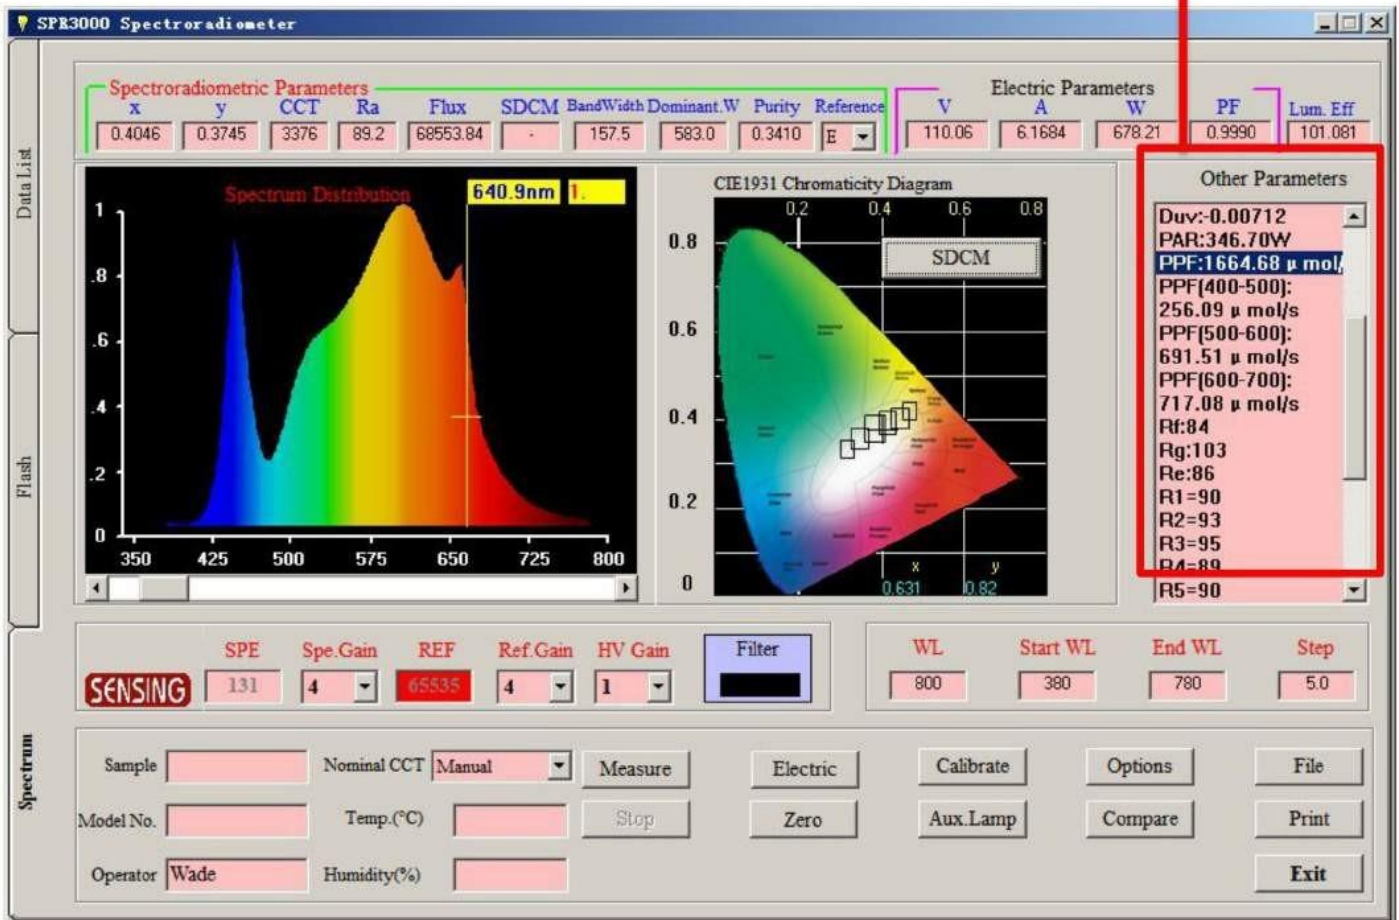 SPR3000 Spectroradiometer
Data List
Flash
Spectrum
Spectroradiometric Parameters
x y CCT Ra Flux SDCM BandWidth Dominant.W Purity Reference
0.4046 0.3745 3376 89.2 68553.84 - 157.5 583.0 0.3410 E
Electric Parameters
V A W PF Lum. Eff
110.06 6.1684 678.21 0.9990 101.081
Spectrum Distribution
640.9nm 1.
1
.8
.6
.4
.2
0
350 425 500 575 650 725 800
CIE1931 Chromaticity Diagram
0.2 0.4 0.6 0.8
SDCM
0.8
0.6
0.4
0.2
0
x y
0.631 0.82
Other Parameters
Duv:-0.00712
PAR:346.70W
PPF:1664.68 μ mol/
PPF(400-500):
256.09 μ mol/s
PPF(500-600):
691.51 μ mol/s
PPF(600-700):
717.08 μ mol/s
Rf:84
Rg:103
Re:86
R1=90
R2=93
R3=95
R4=89
R5=90
SENSING
SPE Spe.Gain REF Ref.Gain HV Gain Filter
131 4 65535 4 1
WL Start WL End WL Step
800 380 780 5.0
Sample Nominal CCT Manual Measure Electric Calibrate Options File
Model No. Temp.(°C) Stop Zero Aux.Lamp Compare Print
Operator Wade Humidity(%) Exit